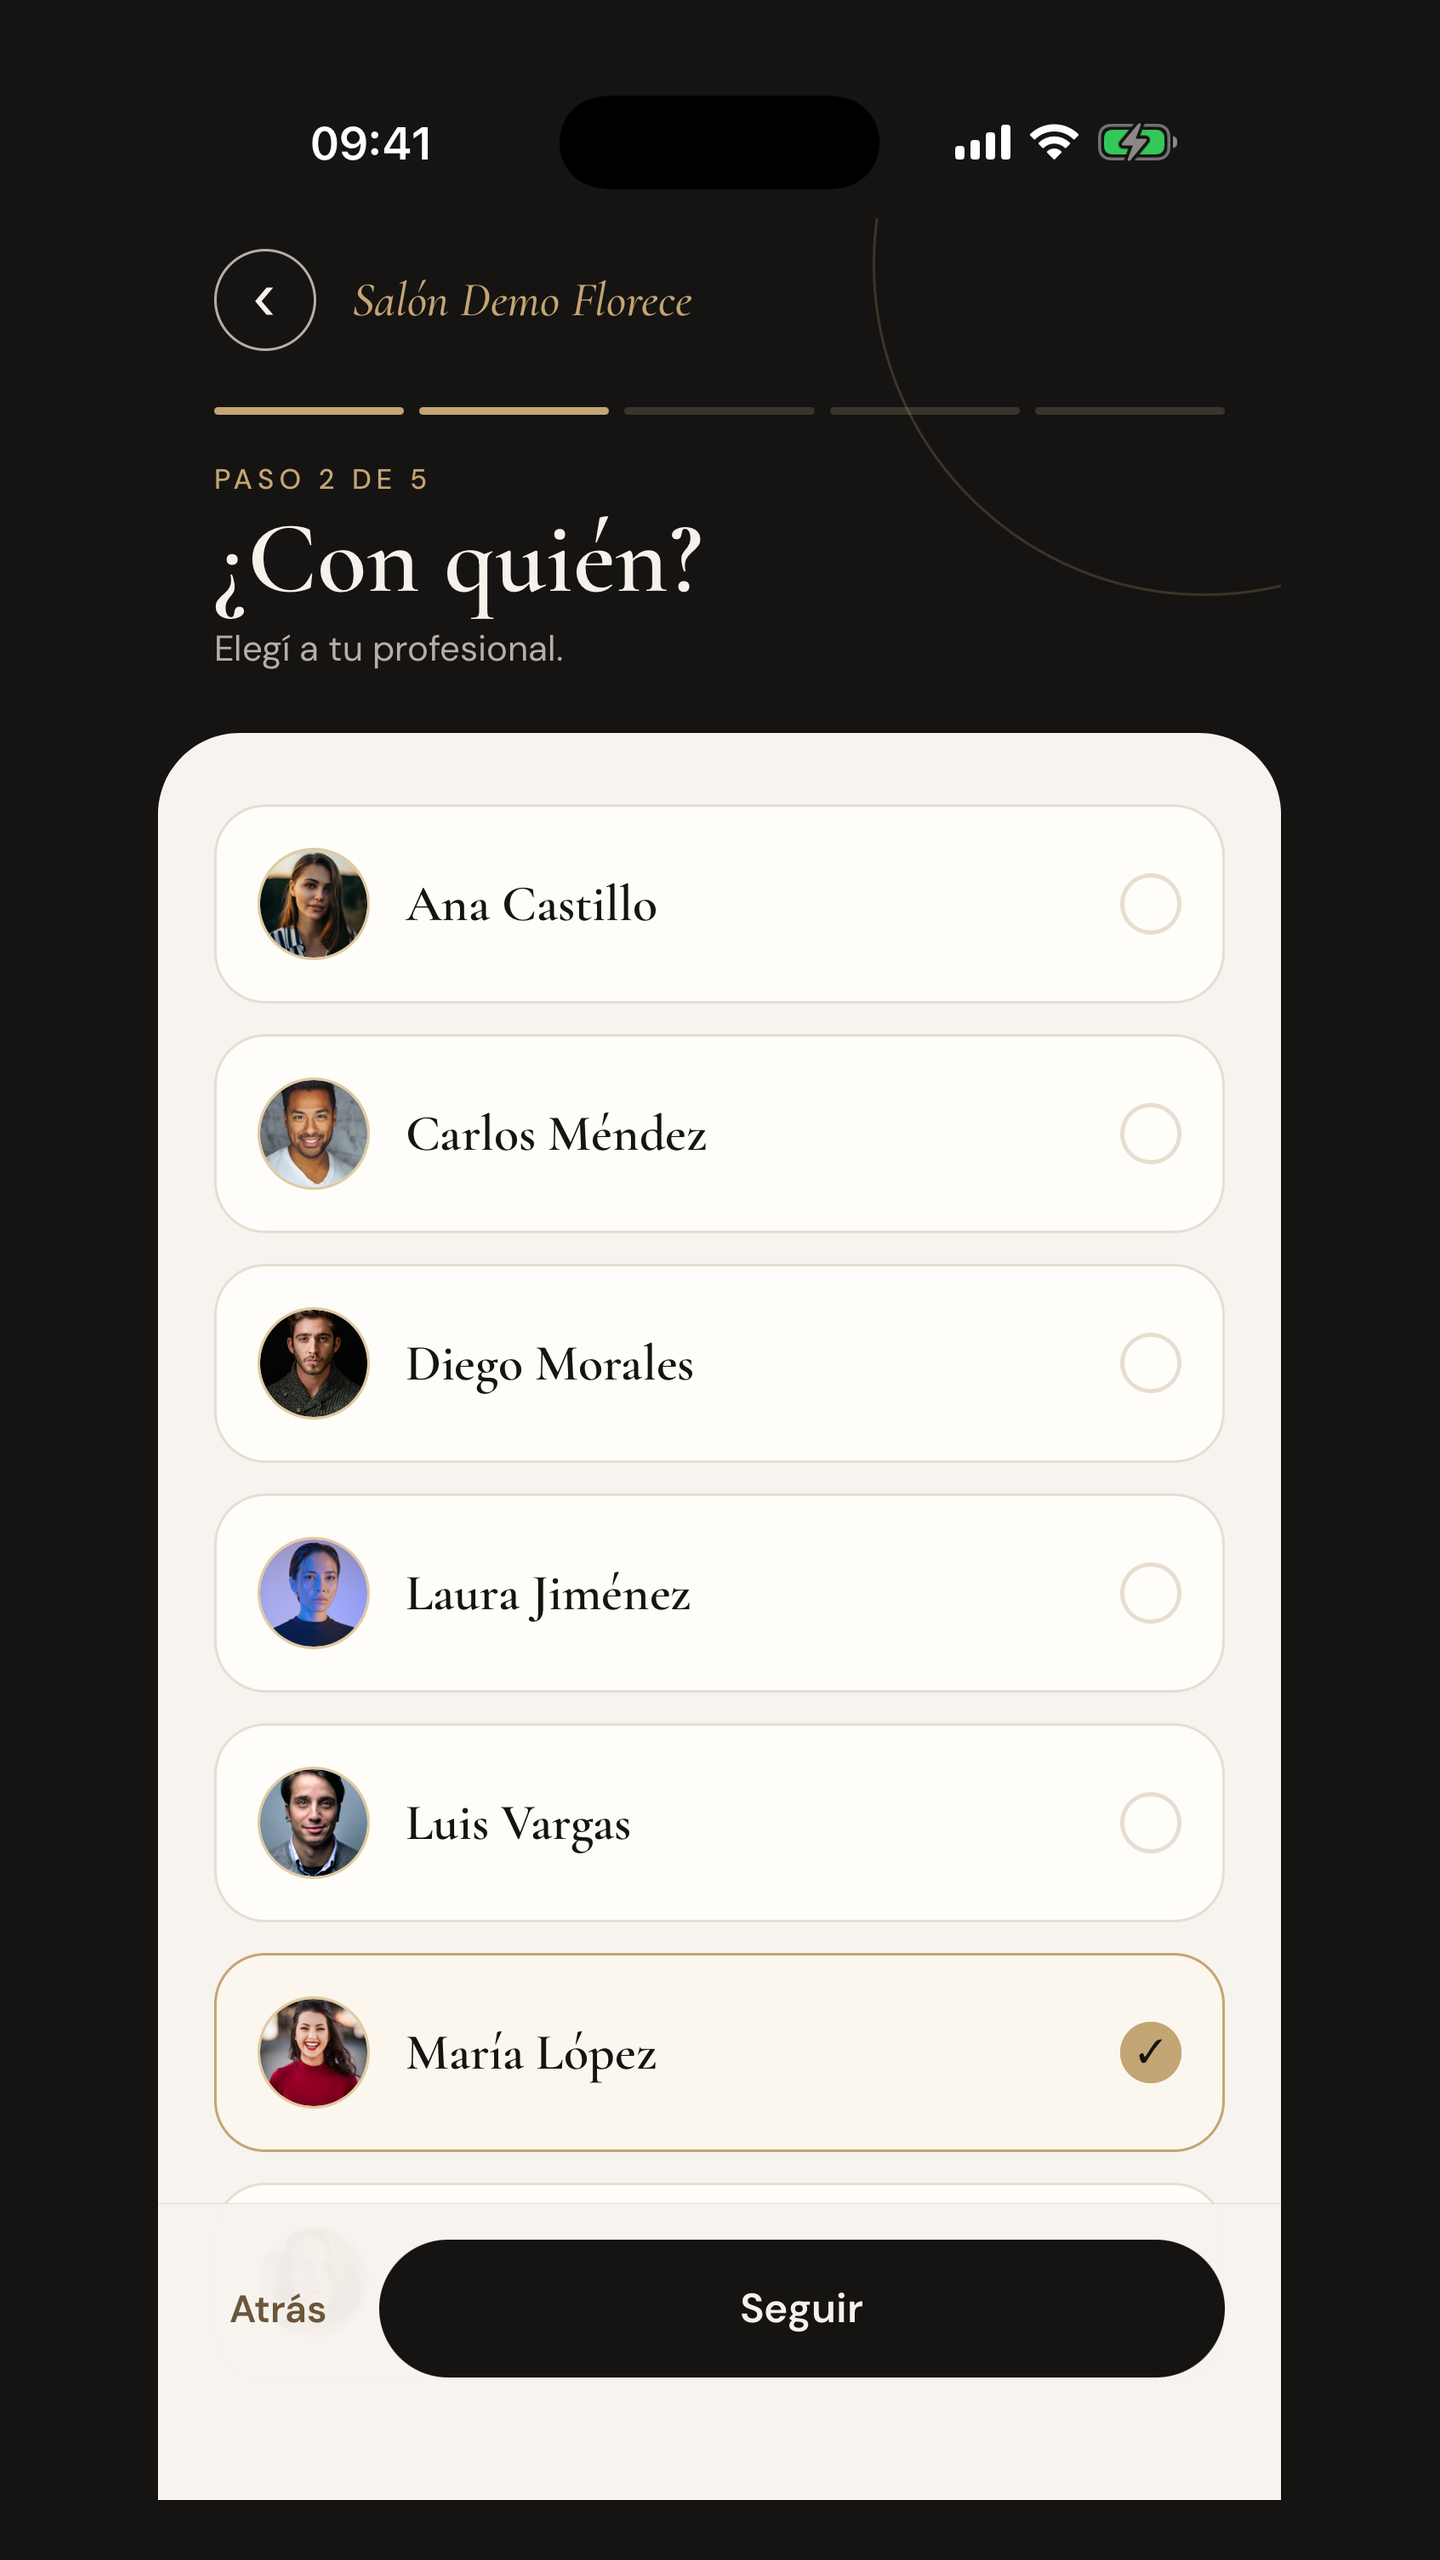 09:41
Salón Demo Florece
PASO 2 DE 5
¿Con quién?
Elegí a tu profesional.
Ana Castillo
Carlos Méndez
Diego Morales
Laura Jiménez
Luis Vargas
María López
Atrás
Seguir